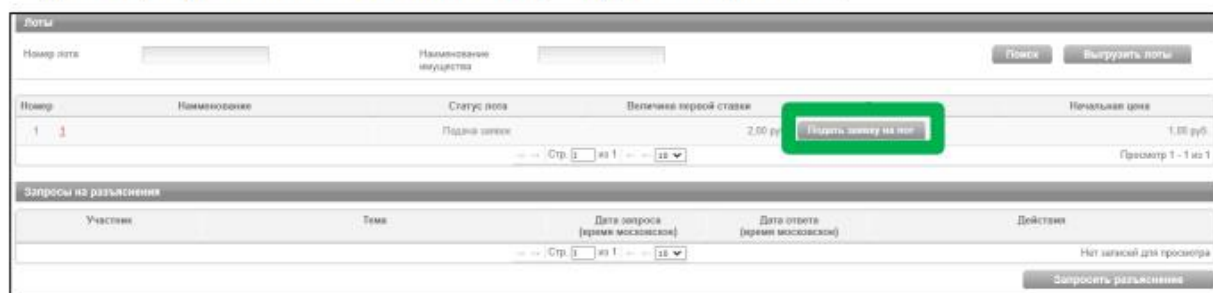 Лоты
Номер лота
Наименование имущества
Поиск
Выгрузить лоты
Номер Наименование Статус лота Величина первой ставки Начальная цена
1 1 Подача заявок 2,00 руб Подать заявку на лот 1,00 руб.
Стр. 1 из 1 10 Просмотр 1 - 1 из 1
Запросы на разъяснения
Участник Тема Дата запроса (время московское) Дата ответа (время московское) Действия
Стр. 1 из 1 10 Нет записей для просмотра
Запросить разъяснения